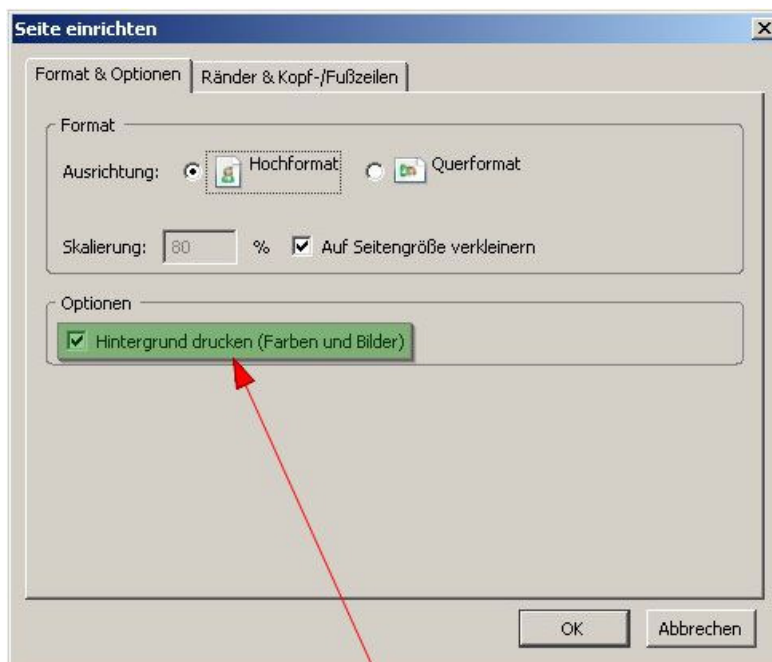 Seite einrichten
Format & Optionen
Ränder & Kopf-/Fußzeilen
Format
Ausrichtung:
Hochformat
Querformat
Skalierung: 80 % Auf Seitengröße verkleinern
Optionen
Hintergrund drucken (Farben und Bilder)
OK
Abbrechen